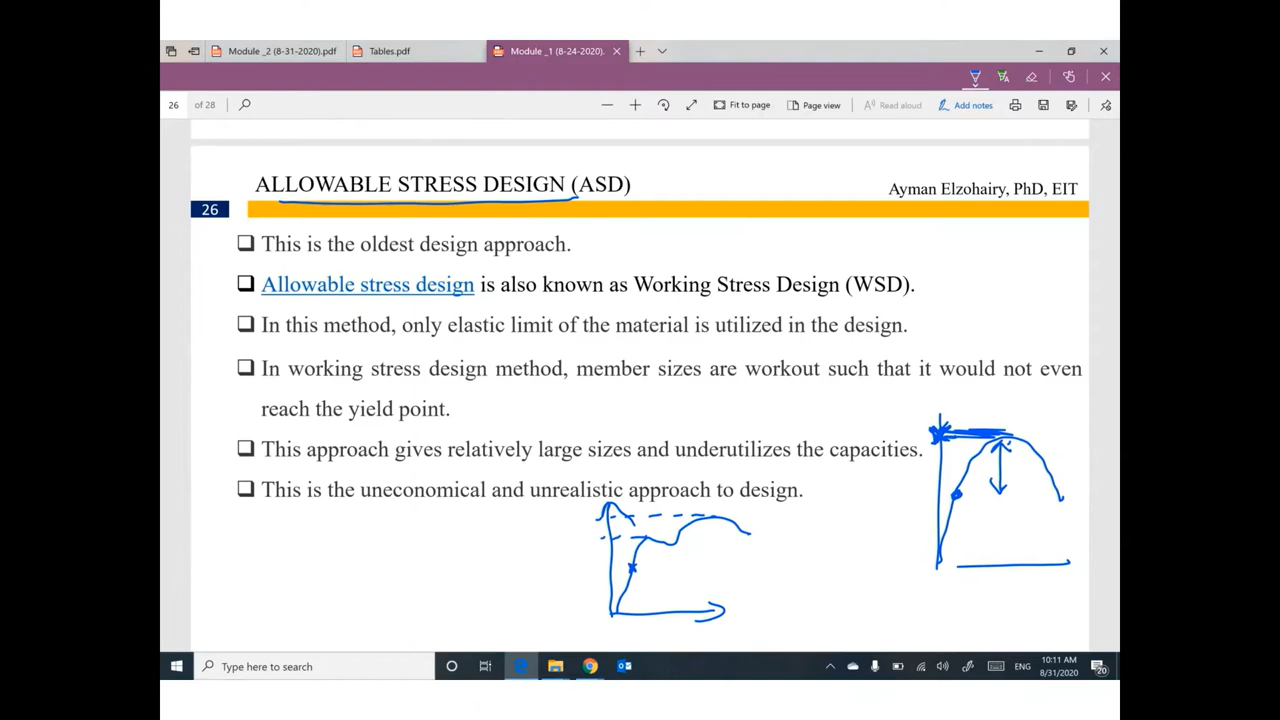 Module _2 (8-31-2020).pdf
Tables.pdf
Module _1 (8-24-2020).
26 of 28
Fit to page
Page view
Read aloud
Add notes
ALLOWABLE STRESS DESIGN (ASD)
Ayman Elzohairy, PhD, EIT
26
This is the oldest design approach.
Allowable stress design is also known as Working Stress Design (WSD).
In this method, only elastic limit of the material is utilized in the design.
In working stress design method, member sizes are workout such that it would not even
reach the yield point.
This approach gives relatively large sizes and underutilizes the capacities.
This is the uneconomical and unrealistic approach to design.
Type here to search
ENG
10:11 AM
8/31/2020
20